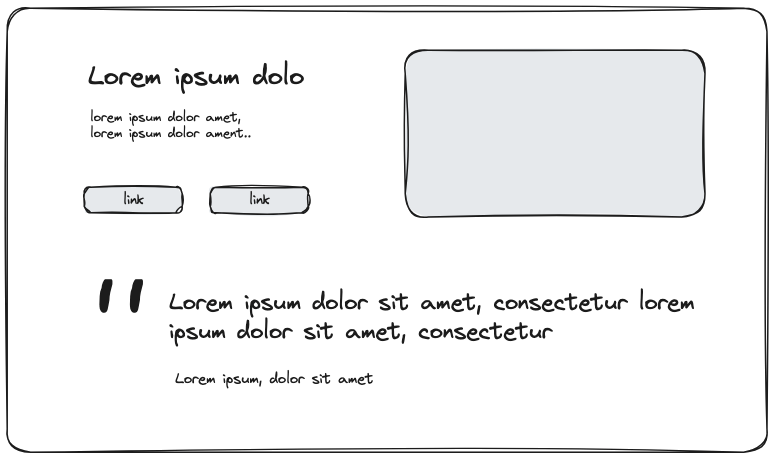 Lorem ipsum dolo
lorem ipsum dolor amet,
lorem ipsum dolor ament..
link
link
" Lorem ipsum dolor sit amet, consectetur lorem
ipsum dolor sit amet, consectetur
Lorem ipsum, dolor sit amet